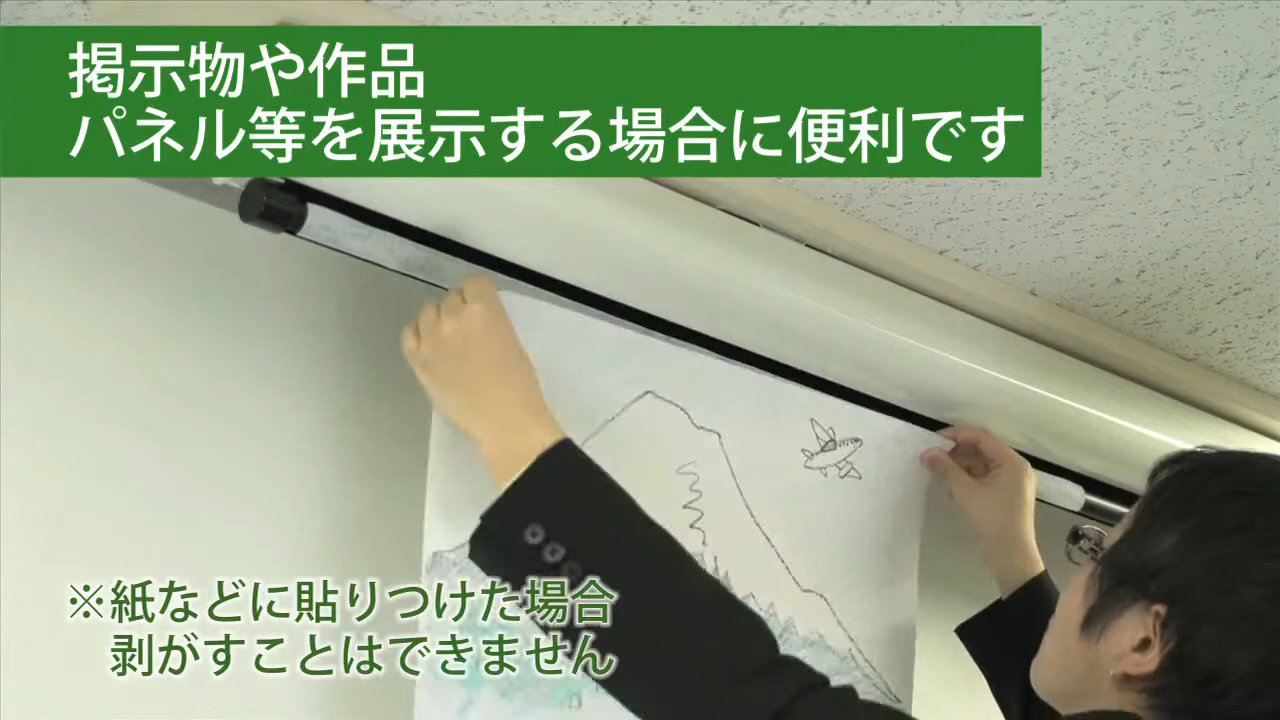 掲示物や作品
パネル等を展示する場合に便利です
※紙などに貼りつけた場合
剥がすことはできません